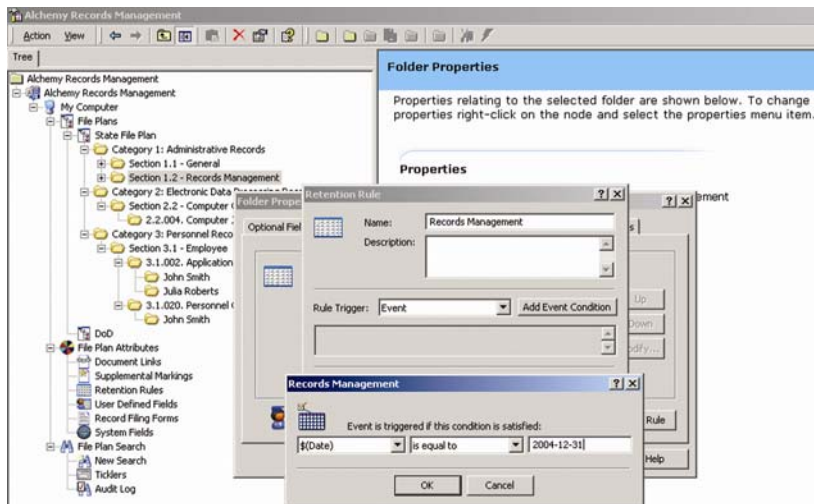 Alchemy Records Management
Action View
Tree
Alchemy Records Management
Alchemy Records Management
My Computer
File Plans
State File Plan
Category 1: Administrative Records
Section 1.1 - General
Section 1.2 - Records Management
Category 2: Electronic Data Processing
Section 2.2 - Computer
2.2.004. Computer
Category 3: Personnel Reco
Section 3.1 - Employee
3.1.002. Application
John Smith
Julia Roberts
3.1.020. Personnel
John Smith
DoD
File Plan Attributes
Document Links
Supplemental Markings
Retention Rules
User Defined Fields
Record Filing Forms
System Fields
File Plan Search
New Search
Ticklers
Audit Log
Folder Properties
Properties relating to the selected folder are shown below. To change
properties right-click on the node and select the properties menu item.
Properties
ement
Folder Prope
Optional Fiel
s
Up
Down
odify...
Rule
Help
Retention Rule
Name: Records Management
Description:
Rule Trigger: Event Add Event Condition
Records Management
Event is triggered if this condition is satisfied:
$(Date) is equal to 2004-12-31
OK Cancel